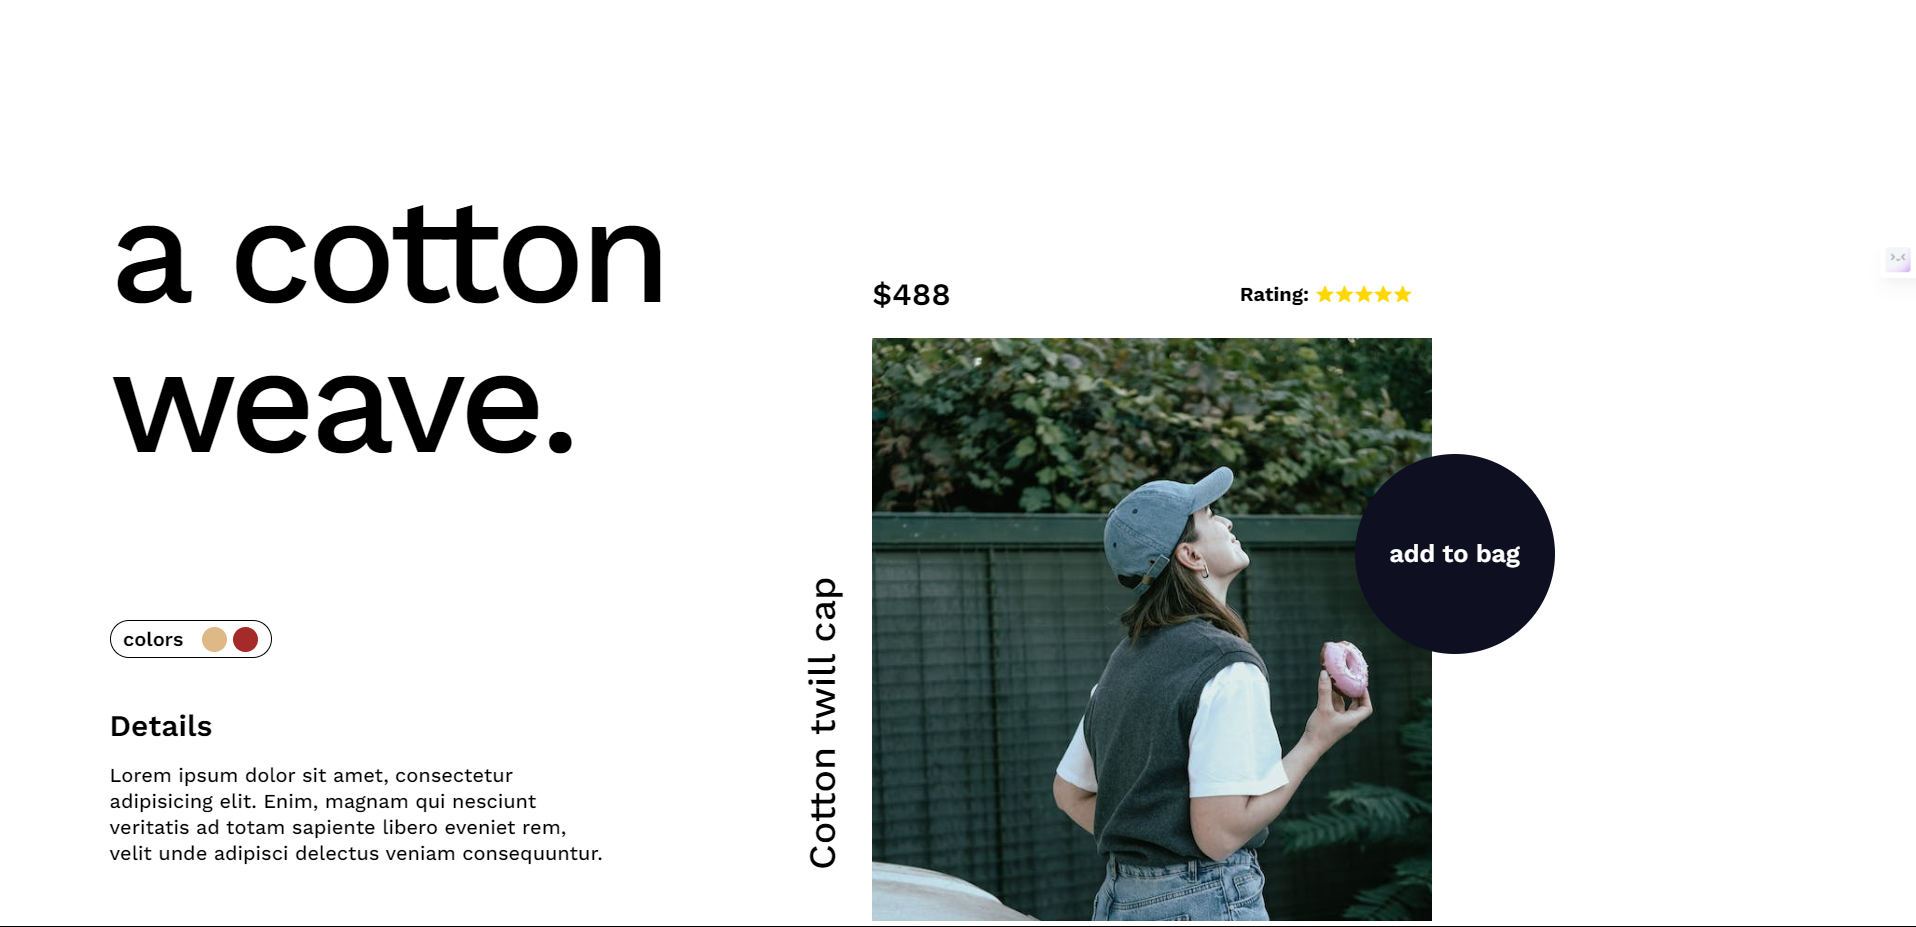 a cotton
weave.
colors
Details
Lorem ipsum dolor sit amet, consectetur
adipisicing elit. Enim, magnam qui nesciunt
veritatis ad totam sapiente libero eveniet rem,
velit unde adipisci delectus veniam consequuntur.
Cotton twill cap
$488
Rating: ★★★★★
add to bag